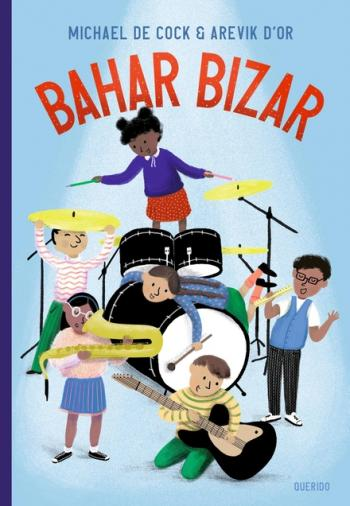 MICHAEL DE COCK & AREVIK D'OR
BAHAR BIZAR
QUERIDO